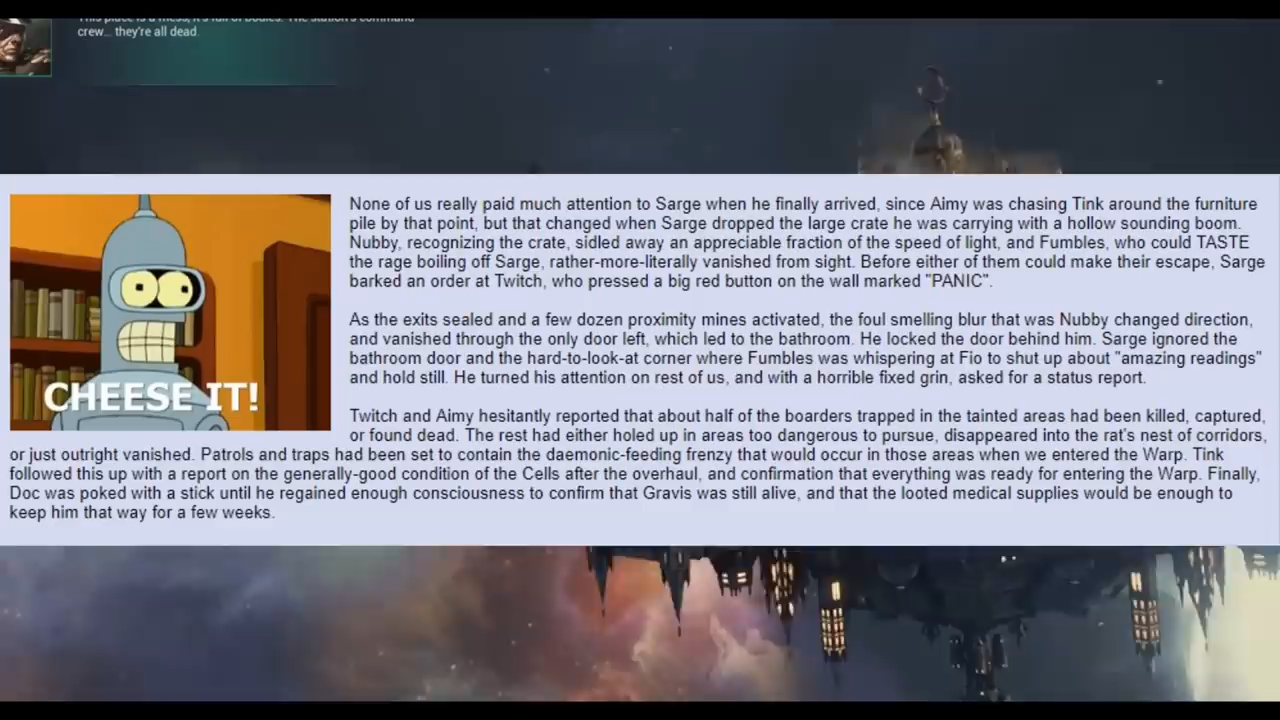 This place is a mess, it's full of bodies. The station's command
crew... they're all dead.
None of us really paid much attention to Sarge when he finally arrived, since Aimy was chasing Tink around the furniture
pile by that point, but that changed when Sarge dropped the large crate he was carrying with a hollow sounding boom.
Nubby, recognizing the crate, sidled away an appreciable fraction of the speed of light, and Fumbles, who could TASTE
the rage boiling off Sarge, rather-more-literally vanished from sight. Before either of them could make their escape, Sarge
barked an order at Twitch, who pressed a big red button on the wall marked "PANIC".
As the exits sealed and a few dozen proximity mines activated, the foul smelling blur that was Nubby changed direction,
and vanished through the only door left, which led to the bathroom. He locked the door behind him. Sarge ignored the
bathroom door and the hard-to-look-at corner where Fumbles was whispering at Fio to shut up about "amazing readings"
and hold still. He turned his attention on rest of us, and with a horrible fixed grin, asked for a status report.
CHEESE IT!
Twitch and Aimy hesitantly reported that about half of the boarders trapped in the tainted areas had been killed, captured,
or found dead. The rest had either holed up in areas too dangerous to pursue, disappeared into the rat's nest of corridors,
or just outright vanished. Patrols and traps had been set to contain the daemonic-feeding frenzy that would occur in those areas when we entered the Warp. Tink
followed this up with a report on the generally-good condition of the Cells after the overhaul, and confirmation that everything was ready for entering the Warp. Finally,
Doc was poked with a stick until he regained enough consciousness to confirm that Gravis was still alive, and that the looted medical supplies would be enough to
keep him that way for a few weeks.